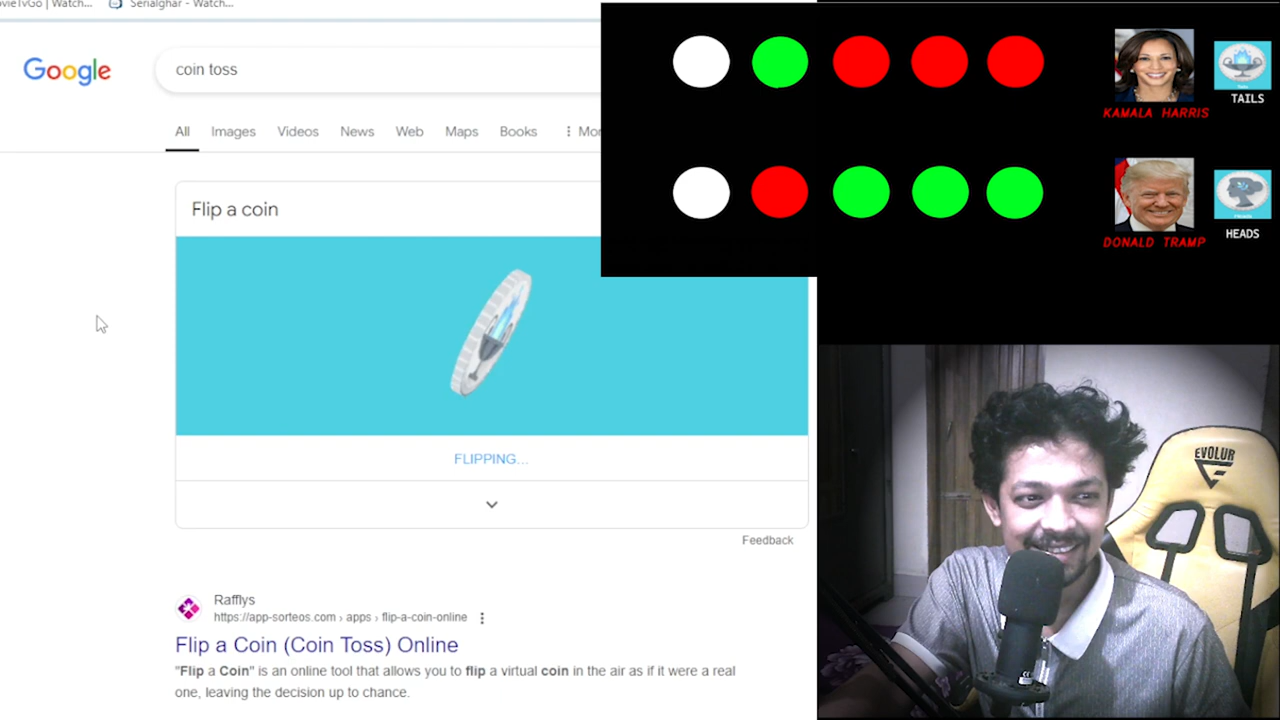 ovieTvGo | Watch...
Serialghar - Watch...
Google
coin toss
All
Images
Videos
News
Web
Maps
Books
Mor
Flip a coin
FLIPPING...
Feedback
Rafflys
https://app-sorteos.com › apps › flip-a-coin-online
Flip a Coin (Coin Toss) Online
"Flip a Coin" is an online tool that allows you to flip a virtual coin in the air as if it were a real
one, leaving the decision up to chance.
TAILS
KAMALA HARRIS
HEADS
DONALD TRAMP
EVOLUR